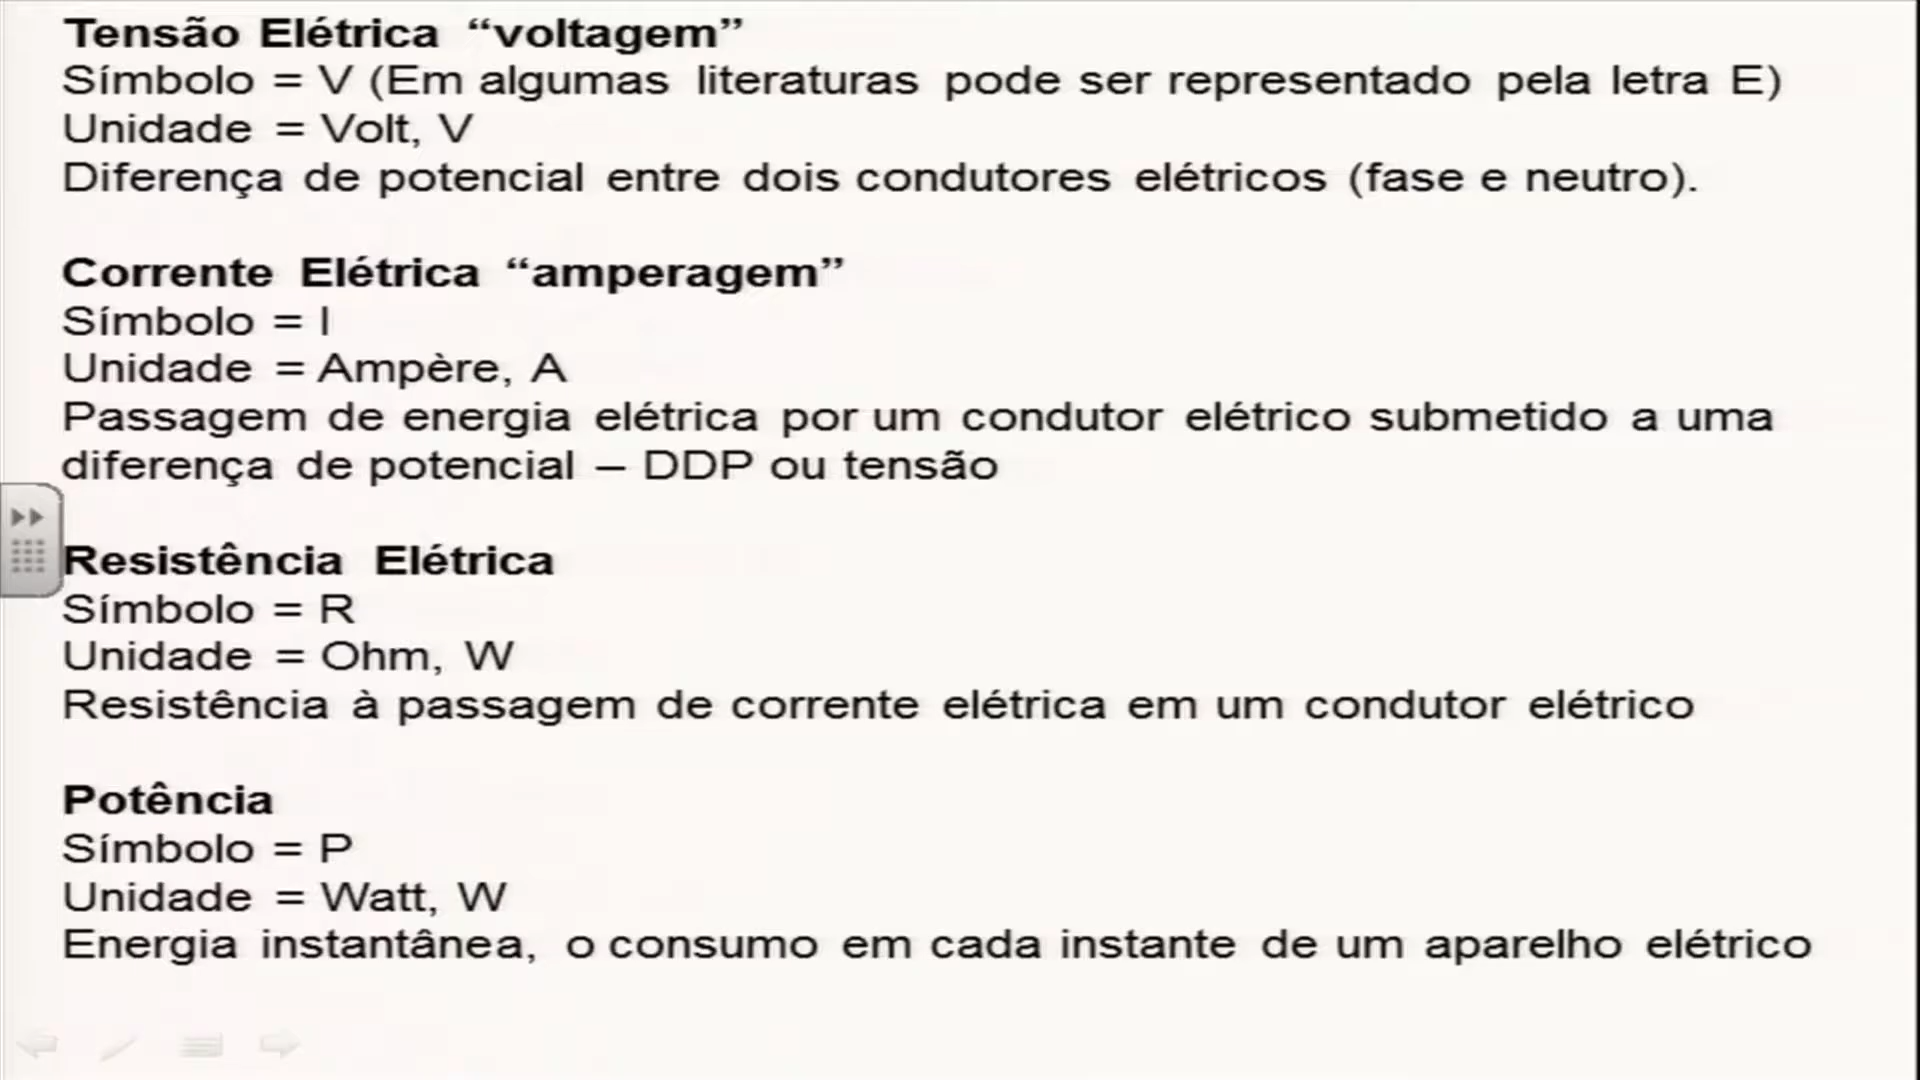 Tensão Elétrica “voltagem”
Símbolo = V (Em algumas literaturas pode ser representado pela letra E)
Unidade = Volt, V
Diferença de potencial entre dois condutores elétricos (fase e neutro).
Corrente Elétrica “amperagem”
Símbolo = I
Unidade = Ampère, A
Passagem de energia elétrica por um condutor elétrico submetido a uma
diferença de potencial – DDP ou tensão
Resistência Elétrica
Símbolo = R
Unidade = Ohm, W
Resistência à passagem de corrente elétrica em um condutor elétrico
Potência
Símbolo = P
Unidade = Watt, W
Energia instantânea, o consumo em cada instante de um aparelho elétrico